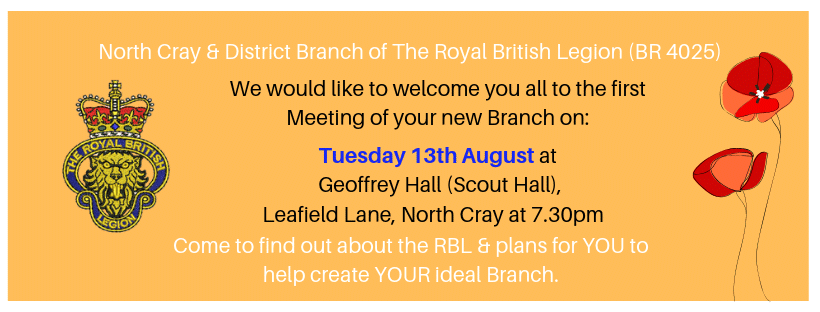 North Cray & District Branch of The Royal British Legion (BR 4025)
We would like to welcome you all to the first
Meeting of your new Branch on:
Tuesday 13th August at
Geoffrey Hall (Scout Hall),
Leafield Lane, North Cray at 7.30pm
Come to find out about the RBL & plans for YOU to
help create YOUR ideal Branch.
THE ROYAL BRITISH
LEGION